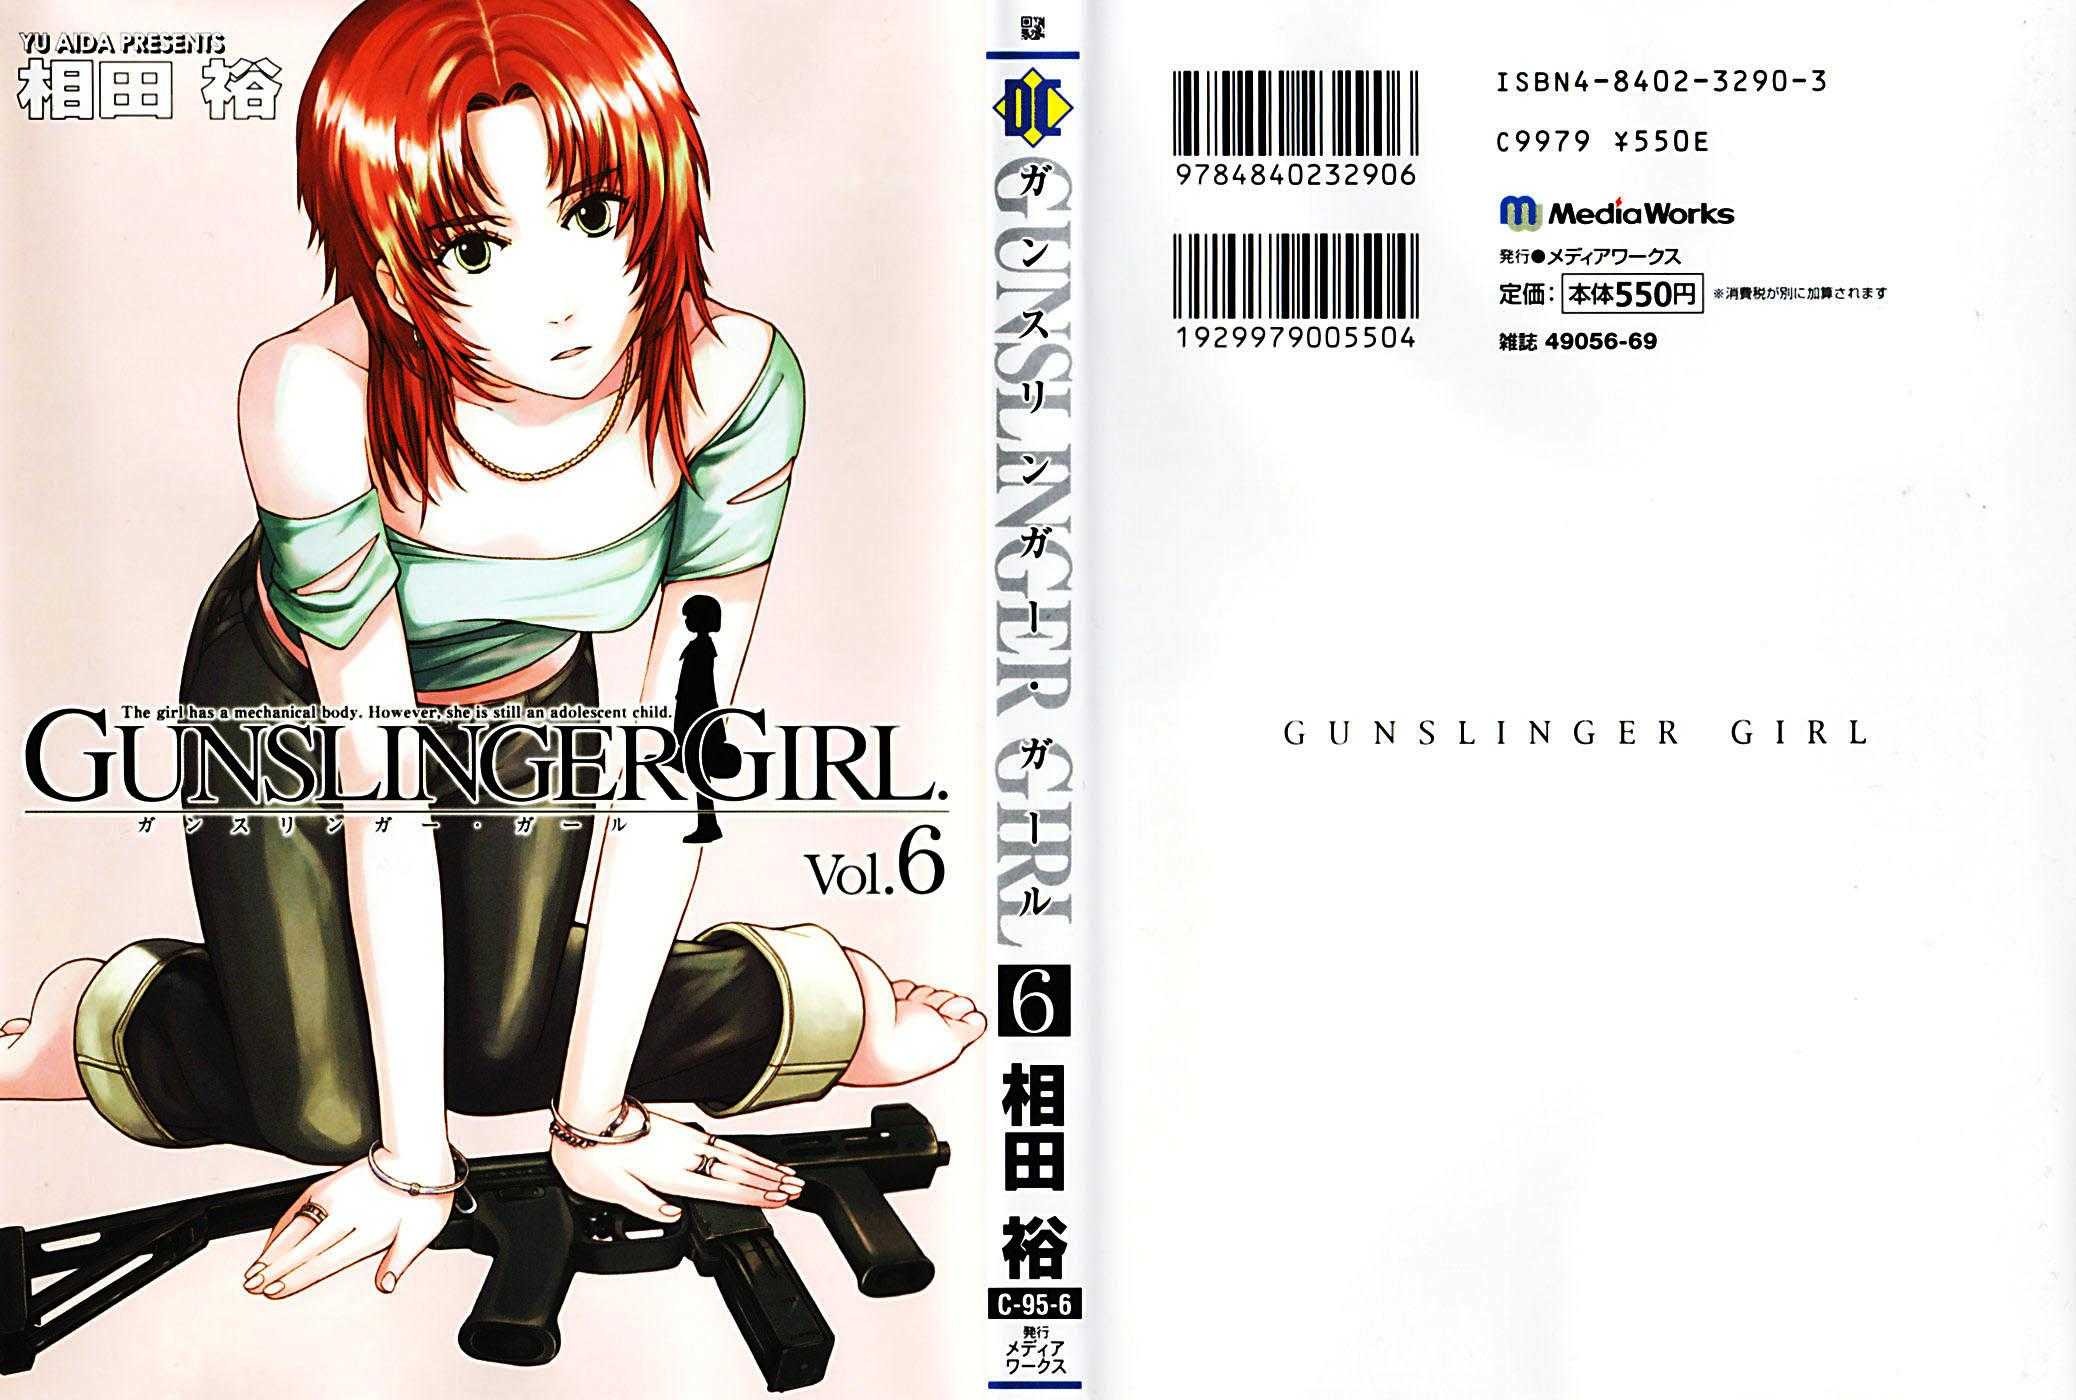 YU AIDA PRESENTS
相田 裕
The girl has a mechanical body. However, she is still an adolescent child.
GUNSLINGER GIRL.
ガンスリンガー・ガール
Vol.6
DC
GUNSLINGER GIRL
ガンスリンガー・ガール
6
相田 裕
C-95-6
発行
メディア
ワークス
9784840232906
1929979005504
ISBN4-8402-3290-3
C9979 ¥550E
MediaWorks
発行●メディアワークス
定価: 本体550円 ※消費税が別に加算されます
雑誌 49056-69
GUNSLINGER GIRL